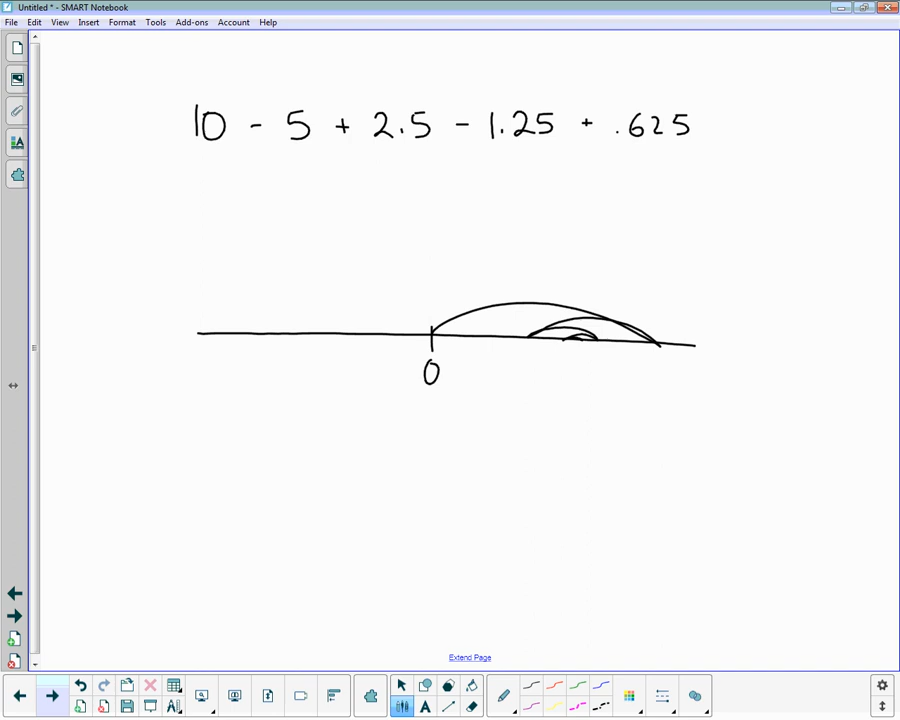 Untitled * - SMART Notebook
File Edit View Insert Format Tools Add-ons Help
10 - 5 + 2.5 - 1.25 + .625
0
Extend Page